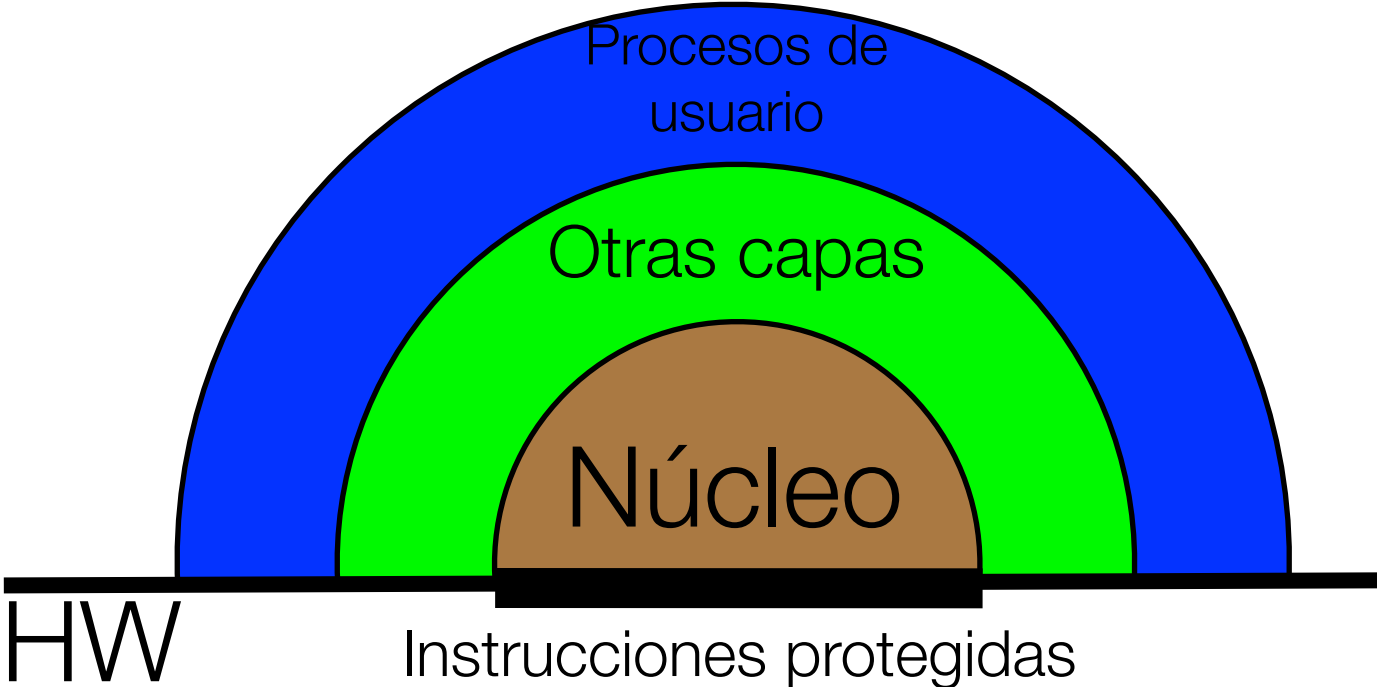 Procesos de
usuario
Otras capas
Núcleo
HW
Instrucciones protegidas